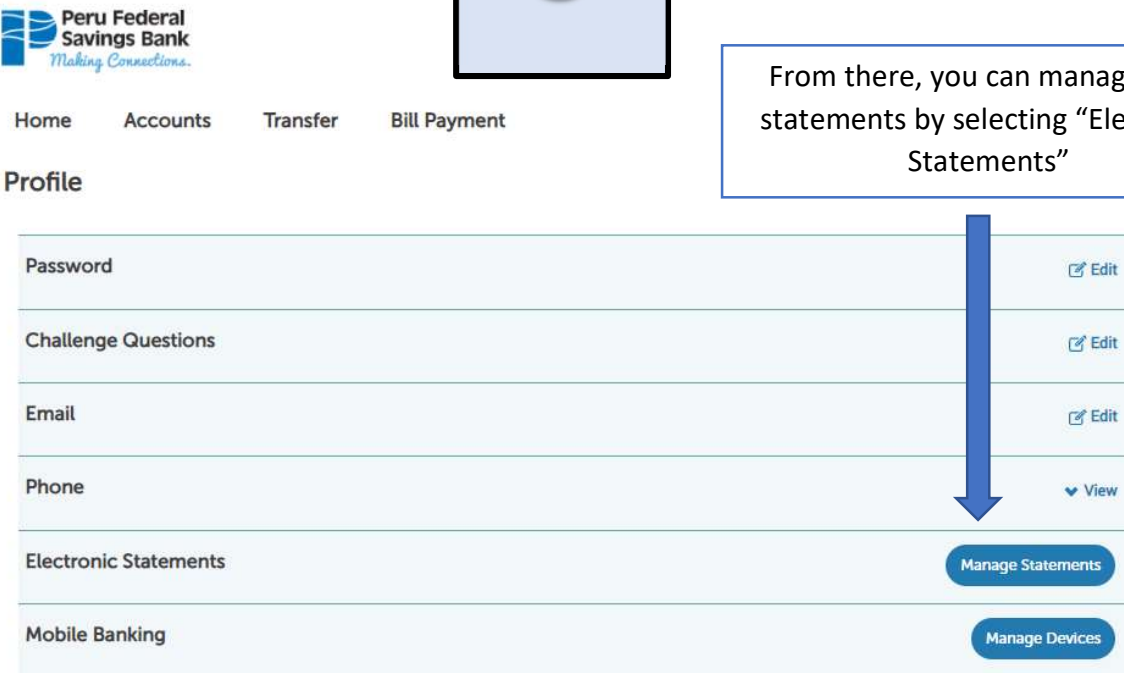 Peru Federal
Savings Bank
Making Connections.
From there, you can manag
statements by selecting “Ele
Statements”
Home Accounts Transfer Bill Payment
Profile
Password Edit
Challenge Questions Edit
Email Edit
Phone View
Electronic Statements Manage Statements
Mobile Banking Manage Devices